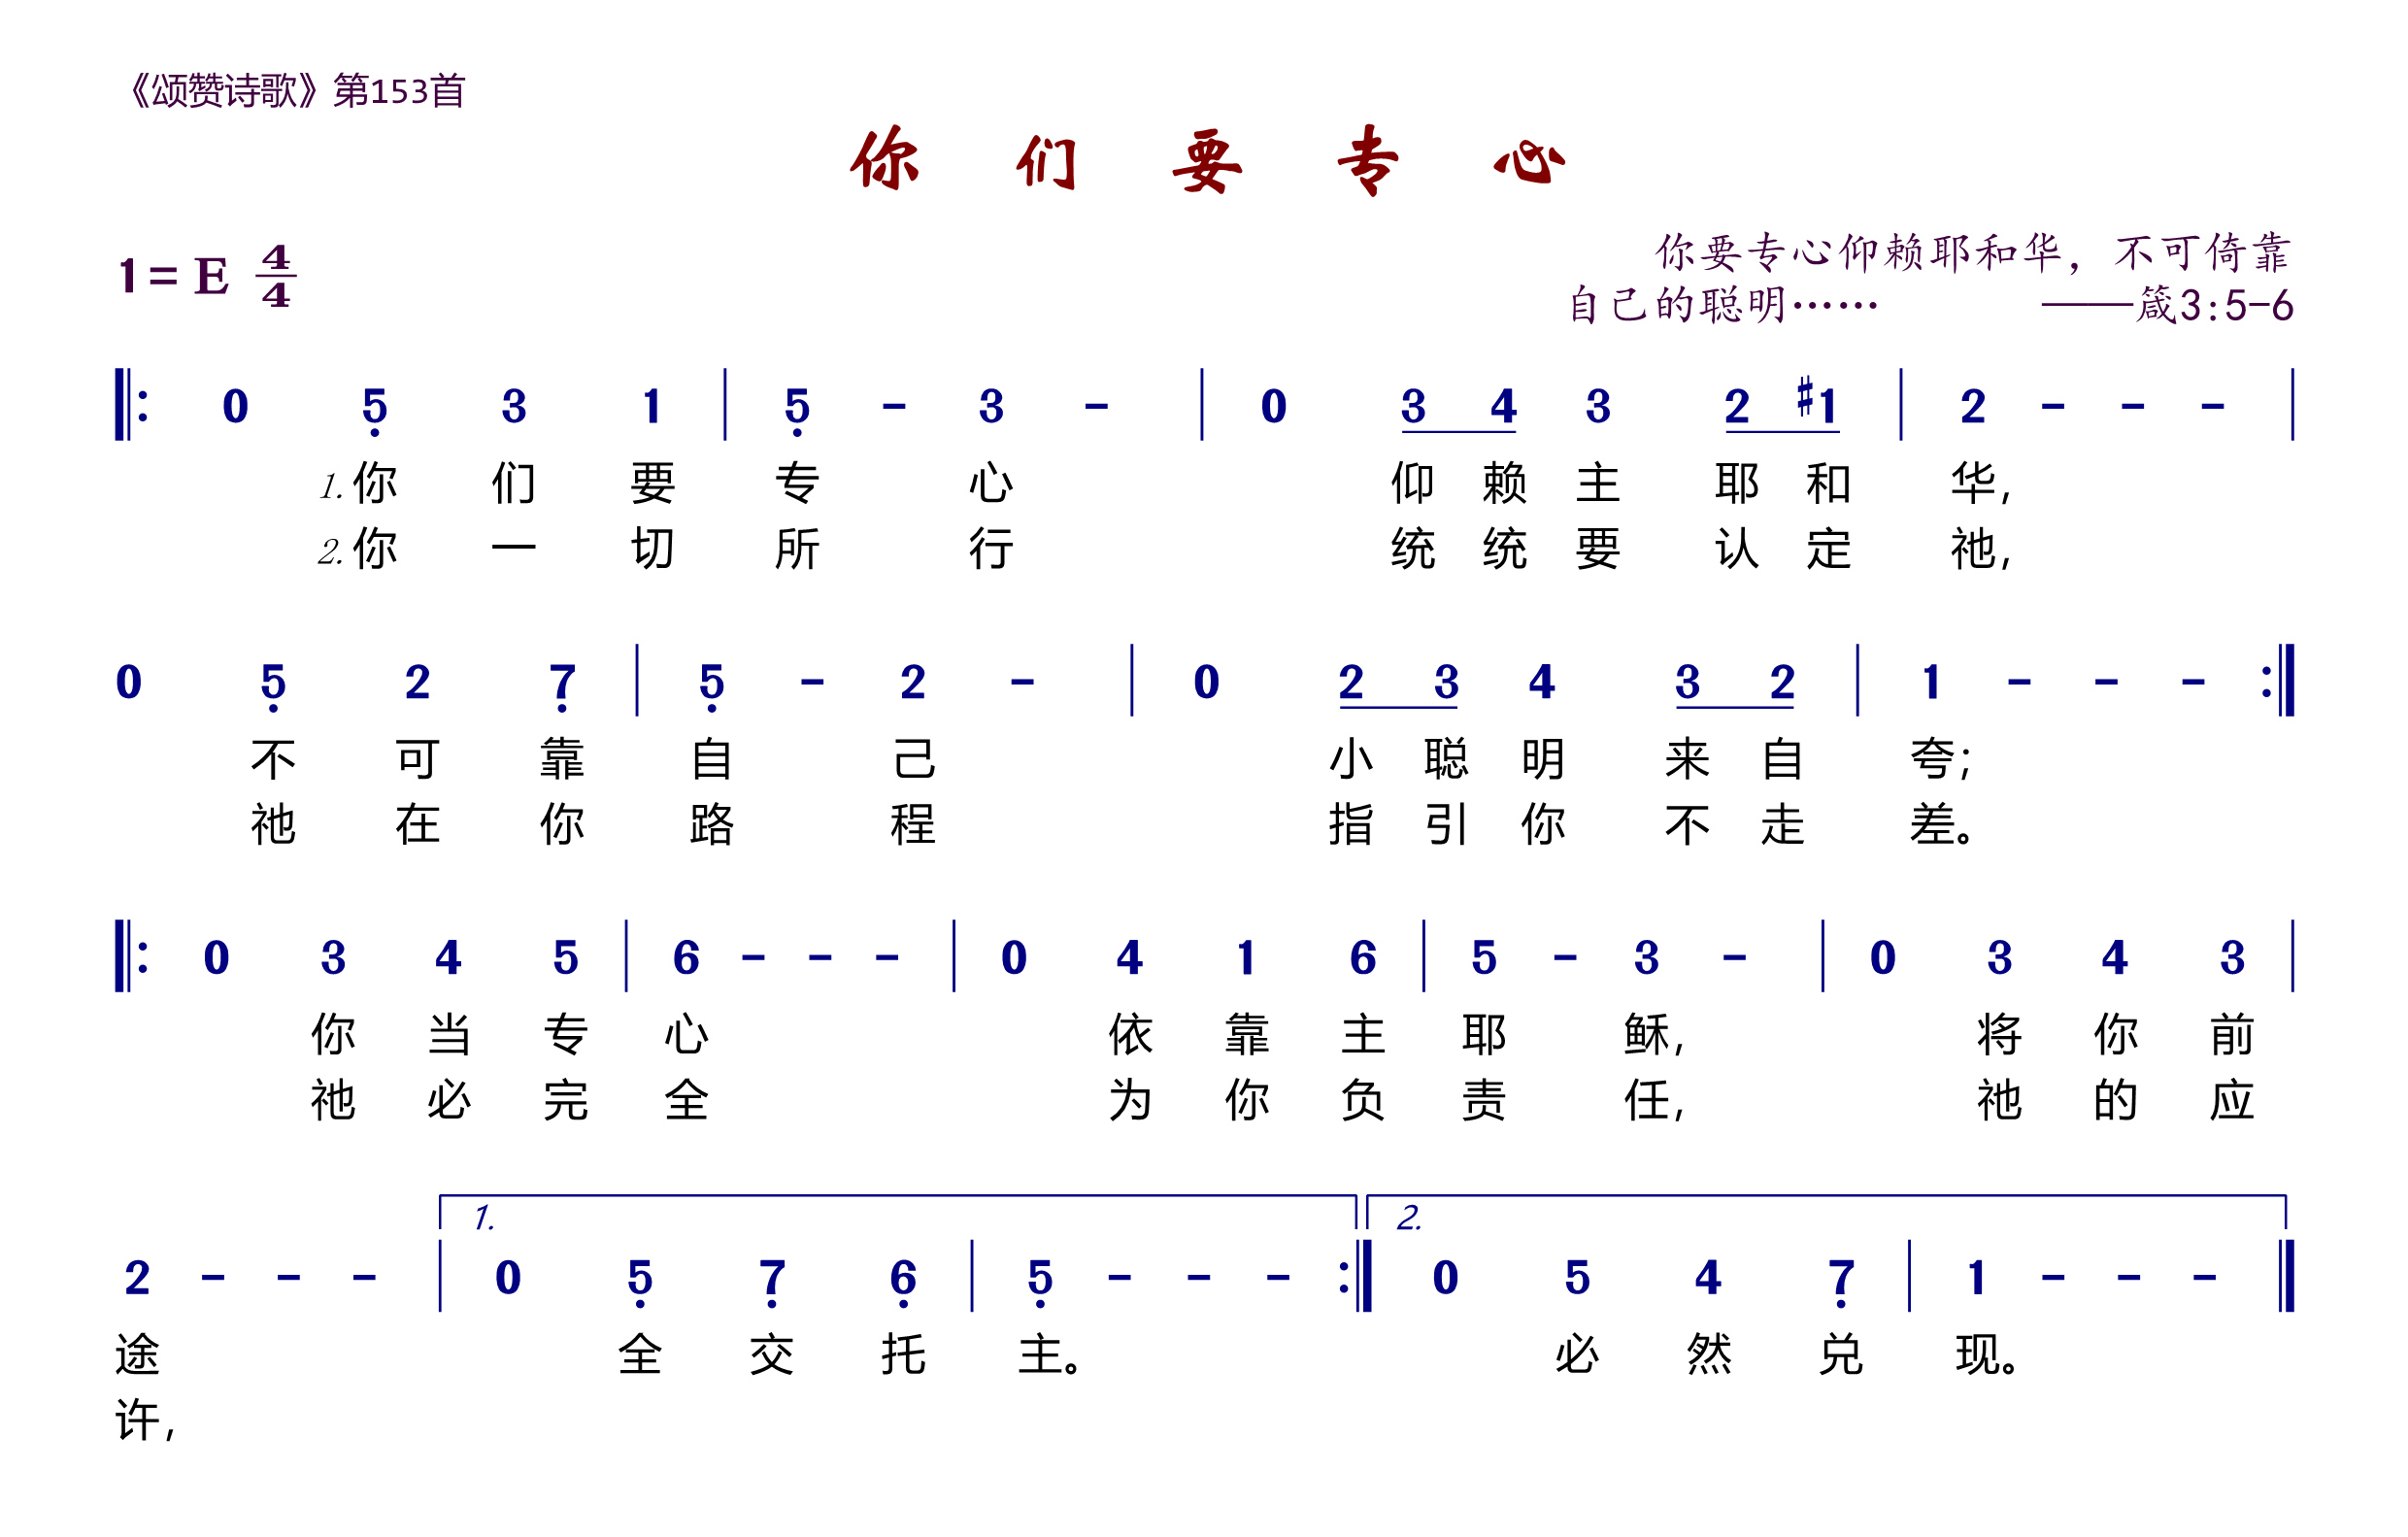 《颂赞诗歌》第153首
你们要专心
1=E 4/4
你要专心仰赖耶和华，不可倚靠
自己的聪明…… ——箴3:5-6
0 5 3 1 | 5 - 3 - | 0 3 4 3 2 #1 | 2 - - - |
1.你们要专心 仰赖主耶和华,
2.你一切所行 统统要认定祂,
0 5 2 7 | 5 - 2 - | 0 2 3 4 3 2 | 1 - - - :|
不可靠自己 小聪明来自夸;
祂在你路程 指引你不走差。
|: 0 3 4 5 | 6 - - - | 0 4 1 6 | 5 - 3 - | 0 3 4 3 |
你当专心 依靠主耶稣, 将你前
祂必完全 为你负责任, 祂的应
1. 2.
2 - - - | 0 5 7 6 | 5 - - - :| 0 5 4 7 | 1 - - - ||
途 全交托主。 必然兑现。
许,